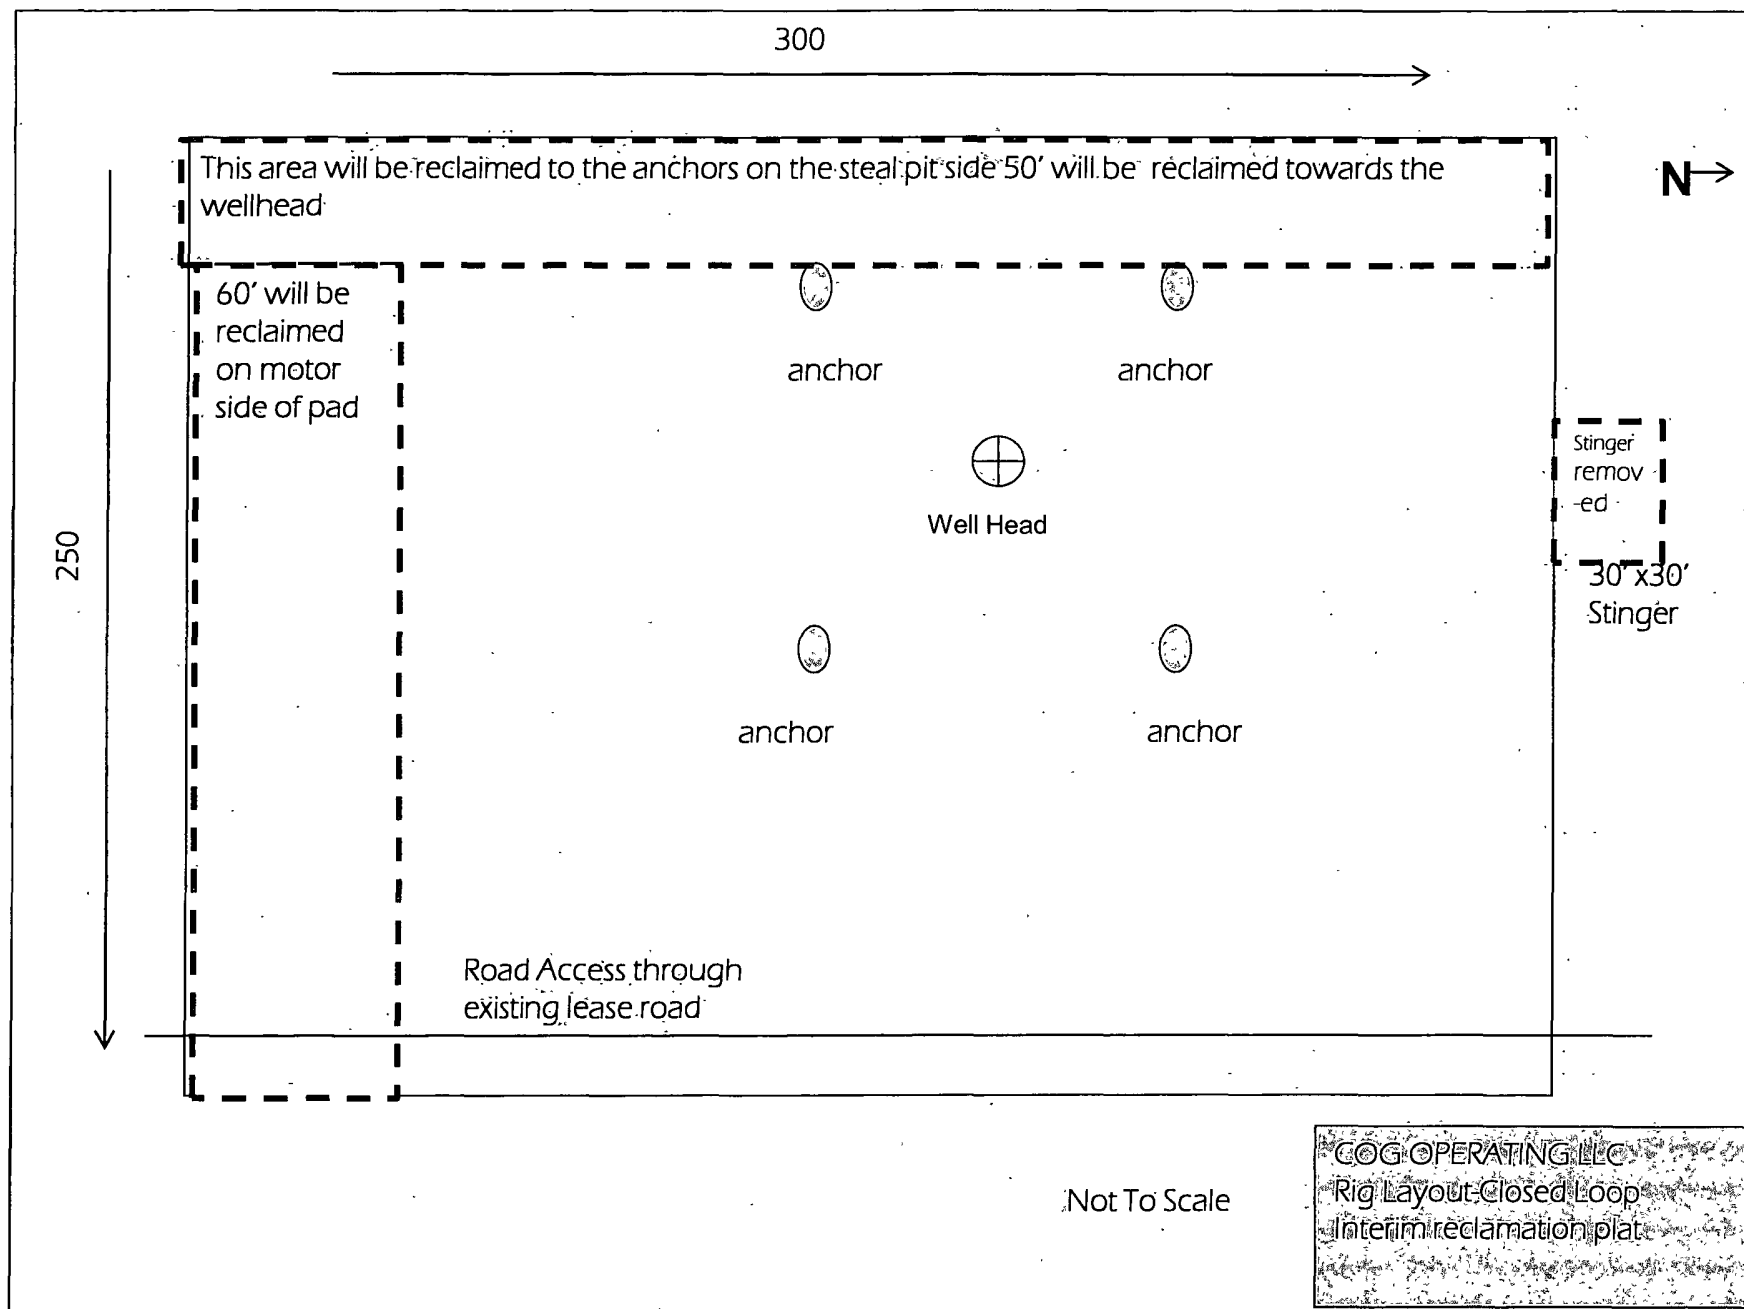 300
This area will be reclaimed to the anchors on the steal pit side 50' will be reclaimed towards the
wellhead
N
60' will be
reclaimed
on motor
side of pad
anchor
anchor
Stinger
remov
-ed
Well Head
250
30'x30'
Stinger
anchor
anchor
Road Access through
existing lease road
Not To Scale
COG OPERATING LLC
Rig Layout-Closed Loop
Interim reclamation plat